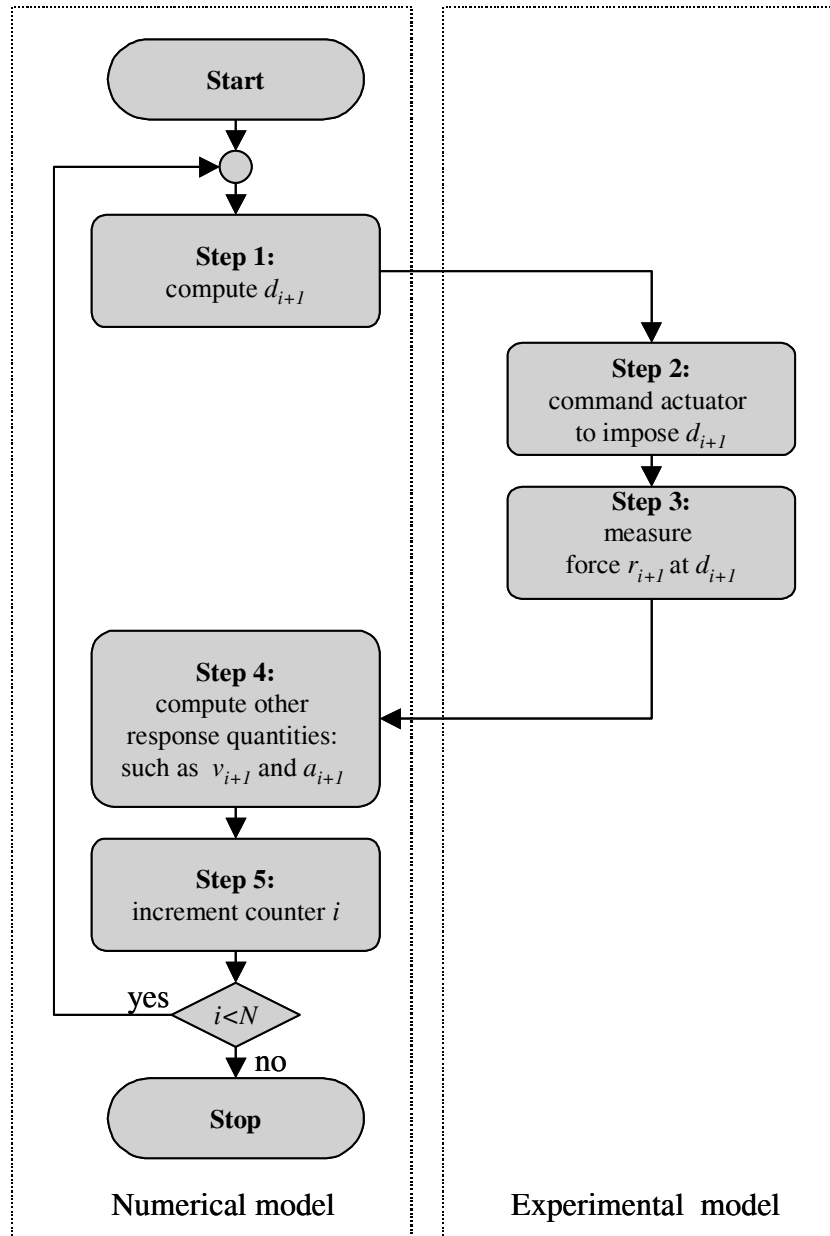 Start
Step 1:
compute d_{i+1}
Step 2:
command actuator
to impose d_{i+1}
Step 3:
measure
force r_{i+1} at d_{i+1}
Step 4:
compute other
response quantities:
such as v_{i+1} and a_{i+1}
Step 5:
increment counter i
yes
i<N
no
Stop
Numerical model
Experimental model